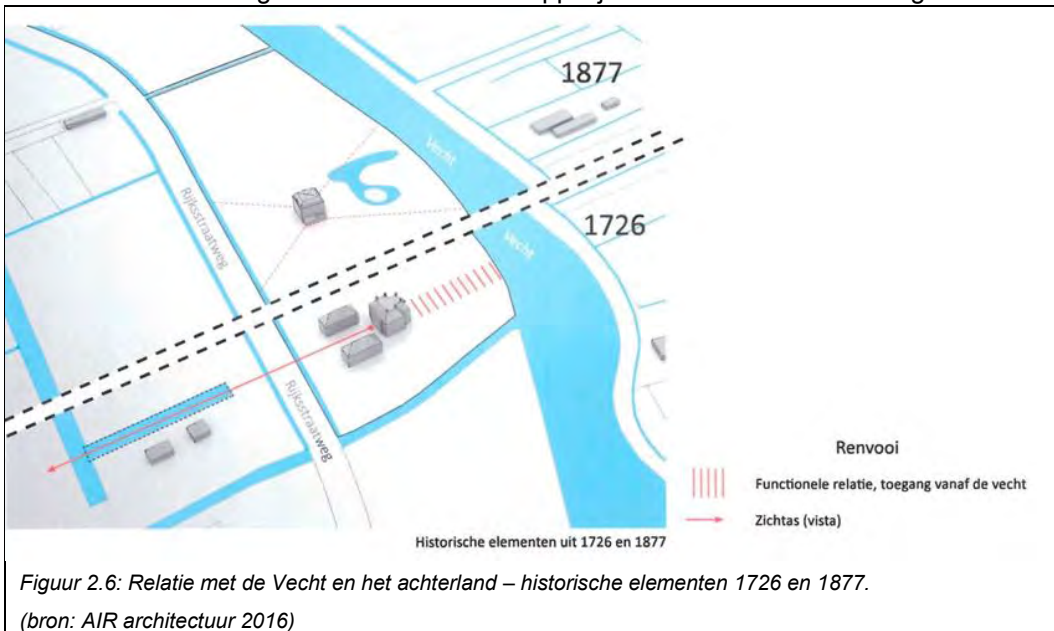 1877
Vecht
1726
Vecht
Rijksstraatweg
Rijksstraatweg
Renvooi
Functionele relatie, toegang vanaf de vecht
Zichtas (vista)
Historische elementen uit 1726 en 1877
Figuur 2.6: Relatie met de Vecht en het achterland – historische elementen 1726 en 1877.
(bron: AIR architectuur 2016)